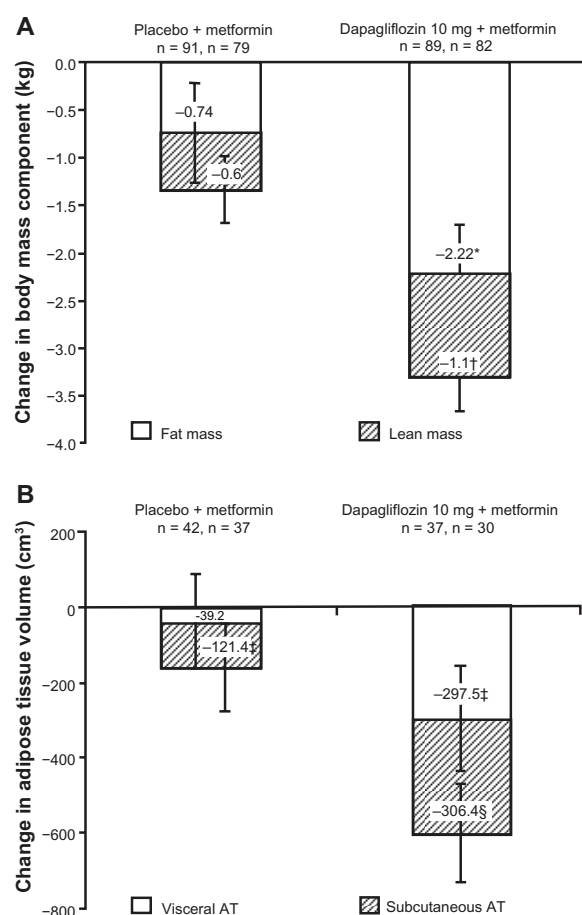 A
Placebo + metformin
n = 91, n = 79
Dapagliflozin 10 mg + metformin
n = 89, n = 82
Change in body mass component (kg)
0.0
−0.5
−1.0
−1.5
−2.0
−2.5
−3.0
−3.5
−4.0
−0.74
−0.6
−2.22*
−1.1†
Fat mass
Lean mass
B
Placebo + metformin
n = 42, n = 37
Dapagliflozin 10 mg + metformin
n = 37, n = 30
Change in adipose tissue volume (cm³)
200
0
−200
−400
−600
−800
-39.2
−121.4‡
−297.5‡
−306.4§
Visceral AT
Subcutaneous AT